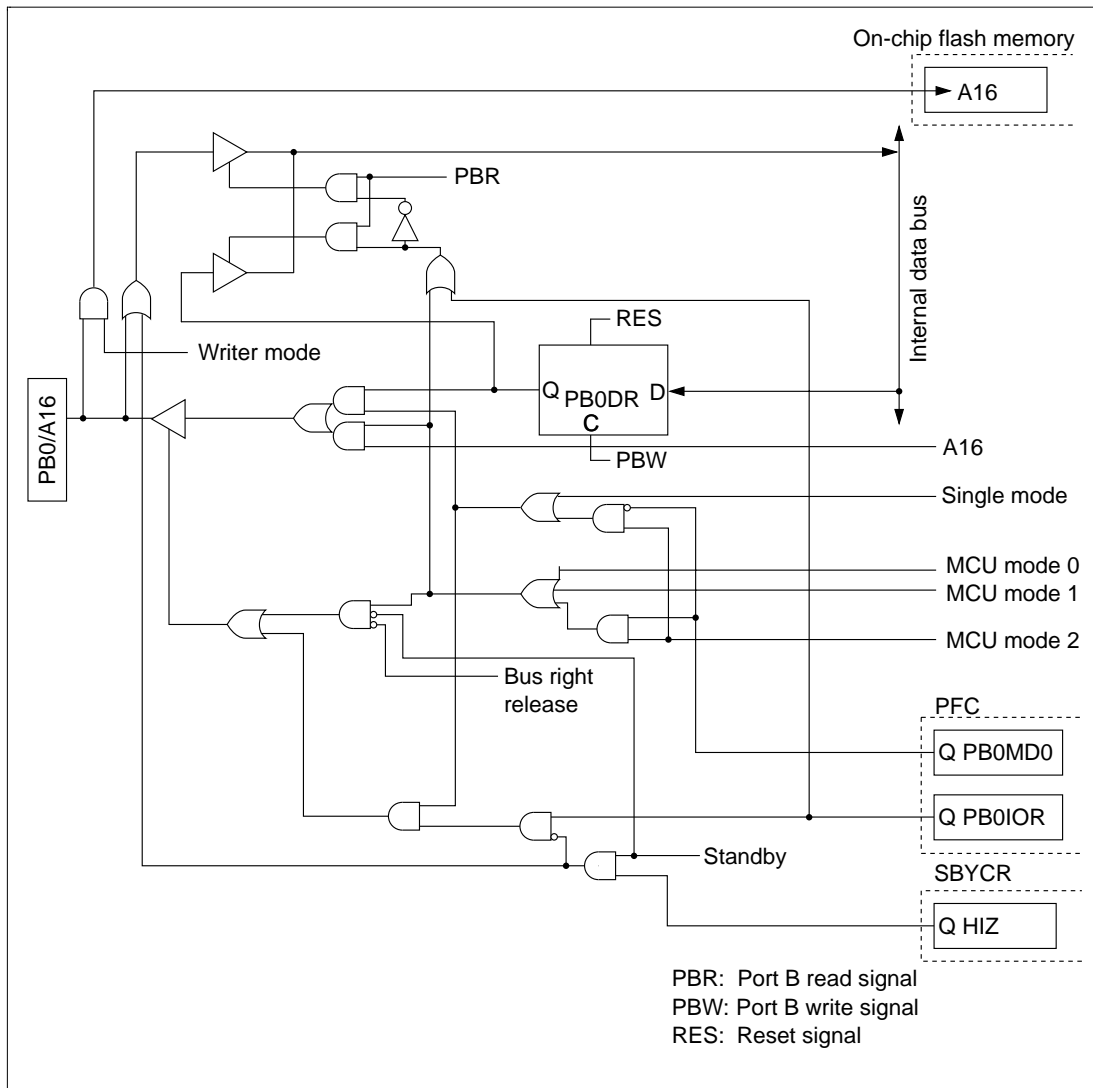 On-chip flash memory
A16
PBR
Internal data bus
RES
Writer mode
Q PB0DR D
C
PB0/A16
PBW
A16
Single mode
MCU mode 0
MCU mode 1
MCU mode 2
Bus right
release
PFC
Q PB0MD0
Q PB0IOR
Standby
SBYCR
Q HIZ
PBR: Port B read signal
PBW: Port B write signal
RES: Reset signal